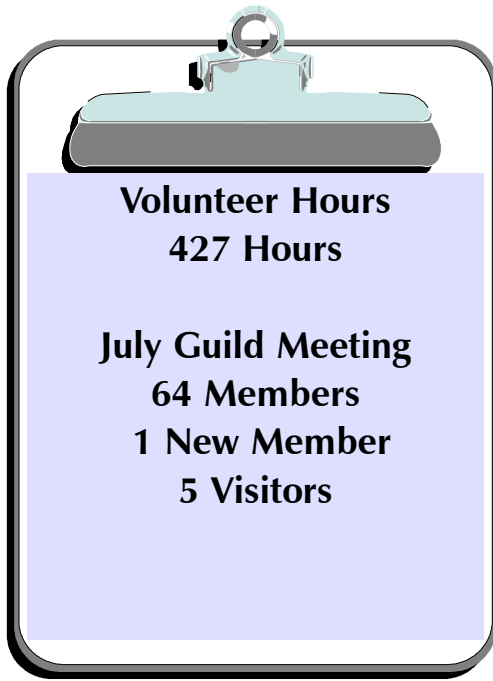 Volunteer Hours
427 Hours
July Guild Meeting
64 Members
1 New Member
5 Visitors